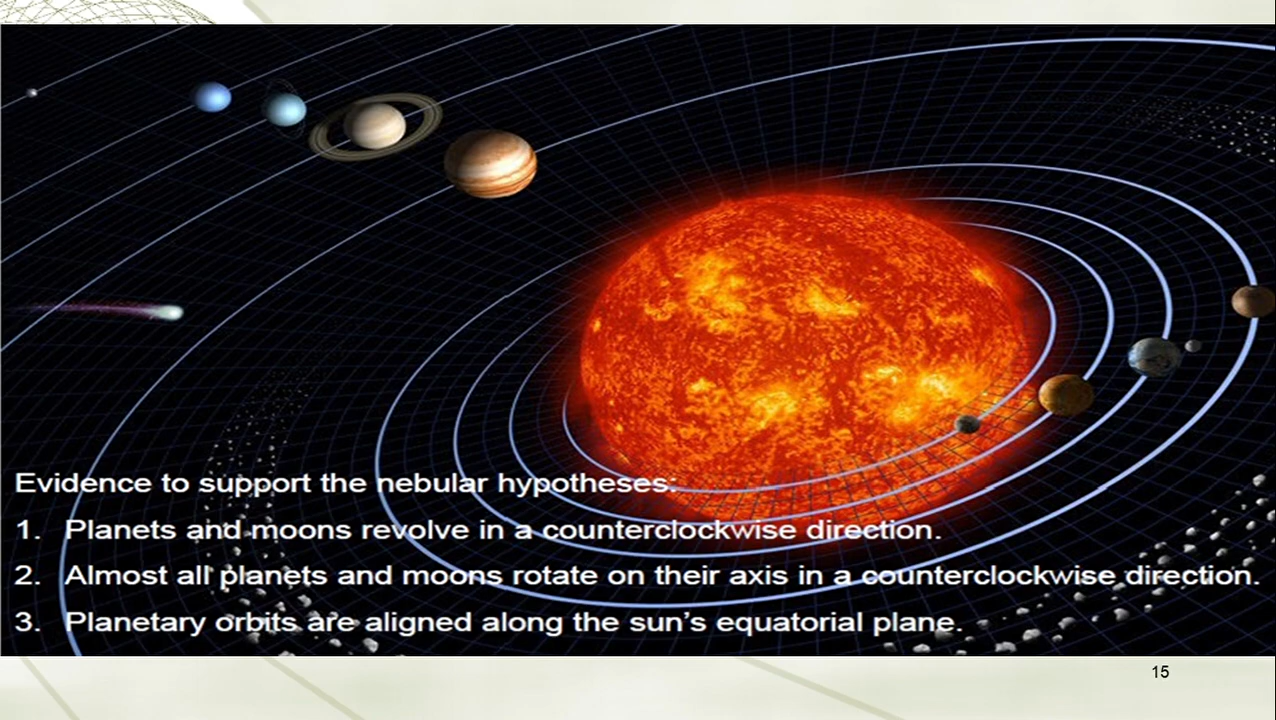 Evidence to support the nebular hypotheses:
1. Planets and moons revolve in a counterclockwise direction.
2. Almost all planets and moons rotate on their axis in a counterclockwise direction.
3. Planetary orbits are aligned along the sun’s equatorial plane.
15